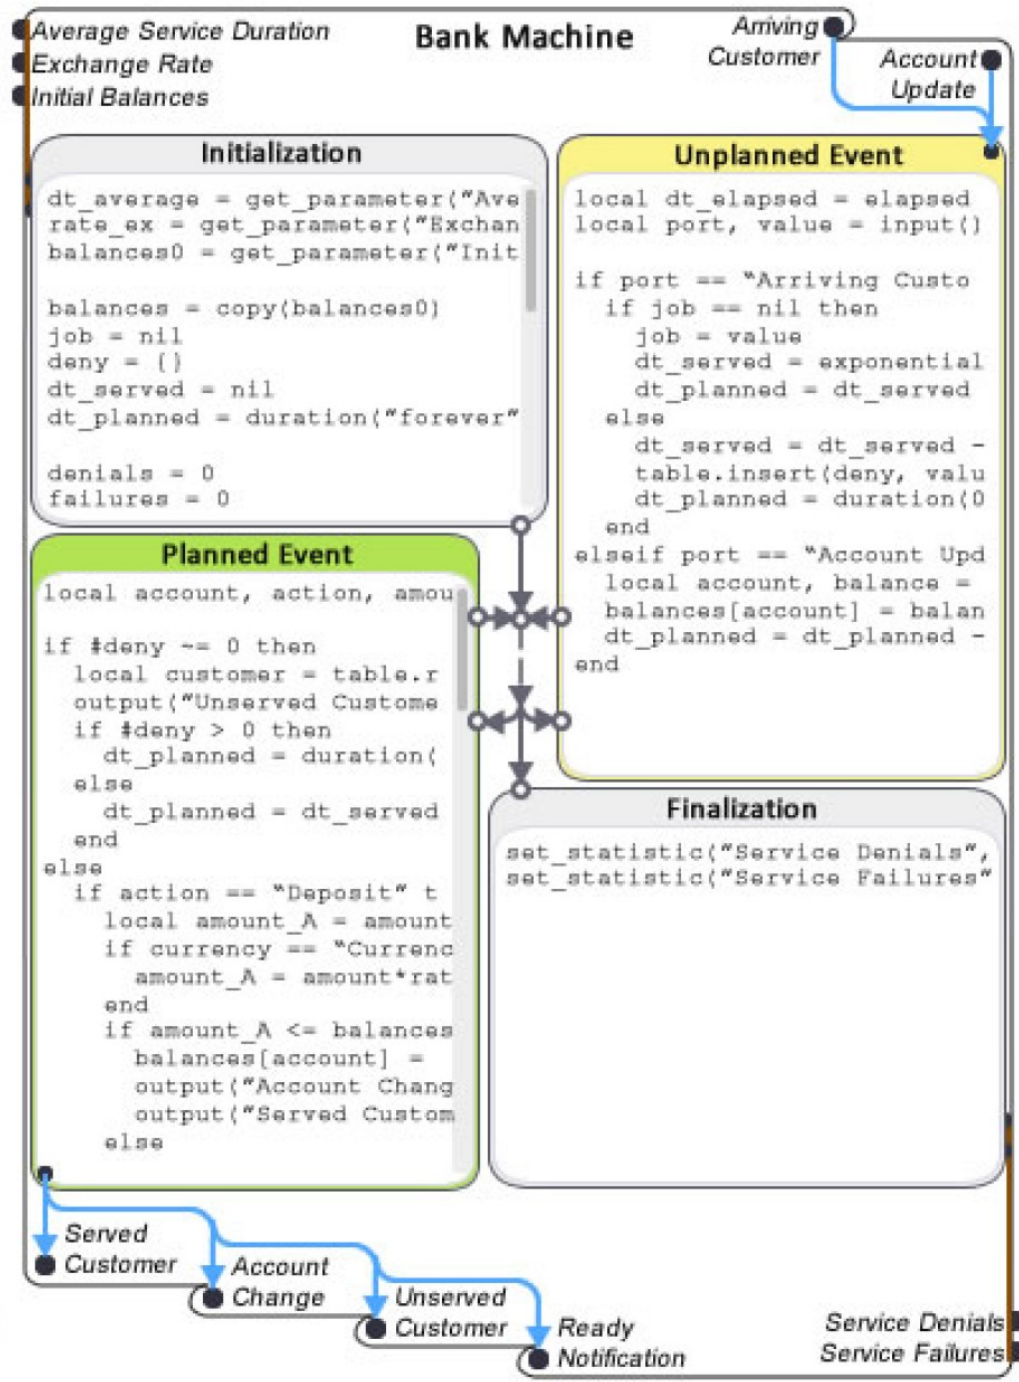 Average Service Duration
Exchange Rate
Initial Balances
Bank Machine
Arriving
Customer
Account
Update
Initialization
dt_average = get_parameter("Ave
rate_ex = get_parameter("Exchan
balances0 = get_parameter("Init
balances = copy(balances0)
job = nil
deny = {}
dt_served = nil
dt_planned = duration("forever"
denials = 0
failures = 0
Unplanned Event
local dt_elapsed = elapsed
local port, value = input()
if port == "Arriving Custo
if job == nil then
job = value
dt_served = exponential
dt_planned = dt_served
else
dt_served = dt_served -
table.insert(deny, valu
dt_planned = duration(0
end
elseif port == "Account Upd
local account, balance =
balances[account] = balan
dt_planned = dt_planned -
end
Planned Event
local account, action, amou
if #deny ~= 0 then
local customer = table.r
output("Unserved Custome
if #deny > 0 then
dt_planned = duration(
else
dt_planned = dt_served
end
else
if action == "Deposit" t
local amount_A = amount
if currency == "Currenc
amount_A = amount*rat
end
if amount_A <= balances
balances[account] =
output("Account Chang
output("Served Custom
else
Finalization
set_statistic("Service Denials",
set_statistic("Service Failures"
Served
Customer
Account
Change
Unserved
Customer
Ready
Notification
Service Denials
Service Failures